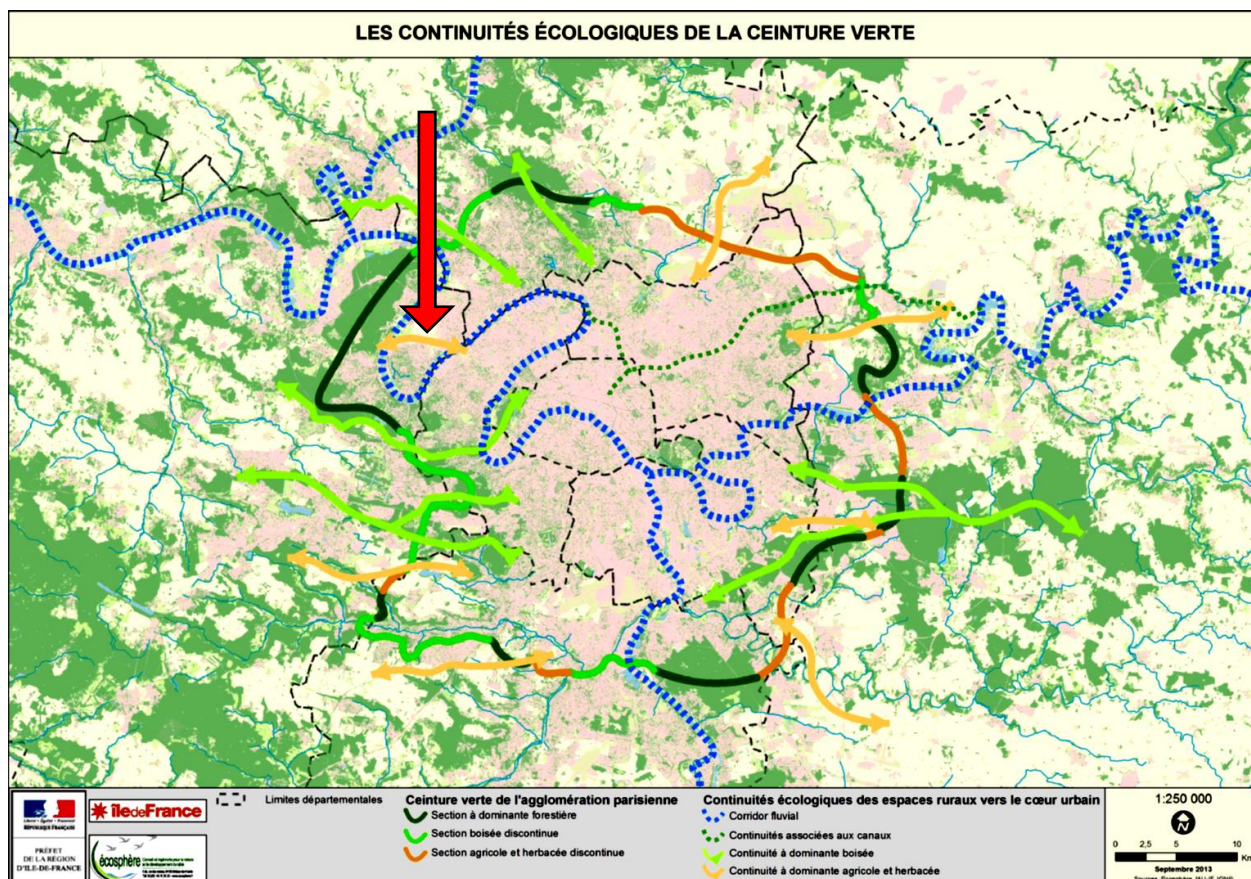 LES CONTINUITÉS ÉCOLOGIQUES DE LA CEINTURE VERTE
RÉPUBLIQUE FRANÇAISE
PRÉFET
DE LA RÉGION
D'ILE-DE-FRANCE
îledeFrance
écosphère
Limites départementales
Ceinture verte de l'agglomération parisienne
Section à dominante forestière
Section boisée discontinue
Section agricole et herbacée discontinue
Continuités écologiques des espaces ruraux vers le cœur urbain
Corridor fluvial
Continuités associées aux canaux
Continuité à dominante boisée
Continuité à dominante agricole et herbacée
1:250 000
N
0 2,5 5 10
Km
Septembre 2013